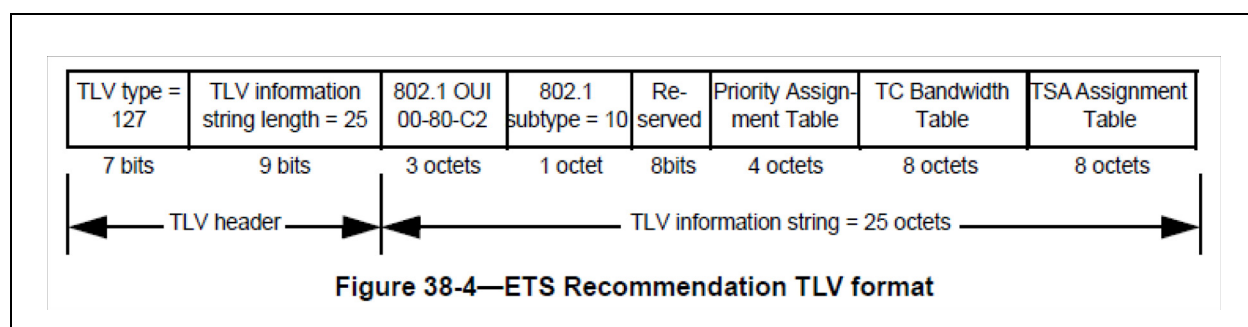 TLV type = 127
TLV information string length = 25
802.1 OUI 00-80-C2
802.1 subtype = 10
Re-served
Priority Assign-ment Table
TC Bandwidth Table
TSA Assignment Table
7 bits
9 bits
3 octets
1 octet
8bits
4 octets
8 octets
8 octets
TLV header
TLV information string = 25 octets
Figure 38-4—ETS Recommendation TLV format